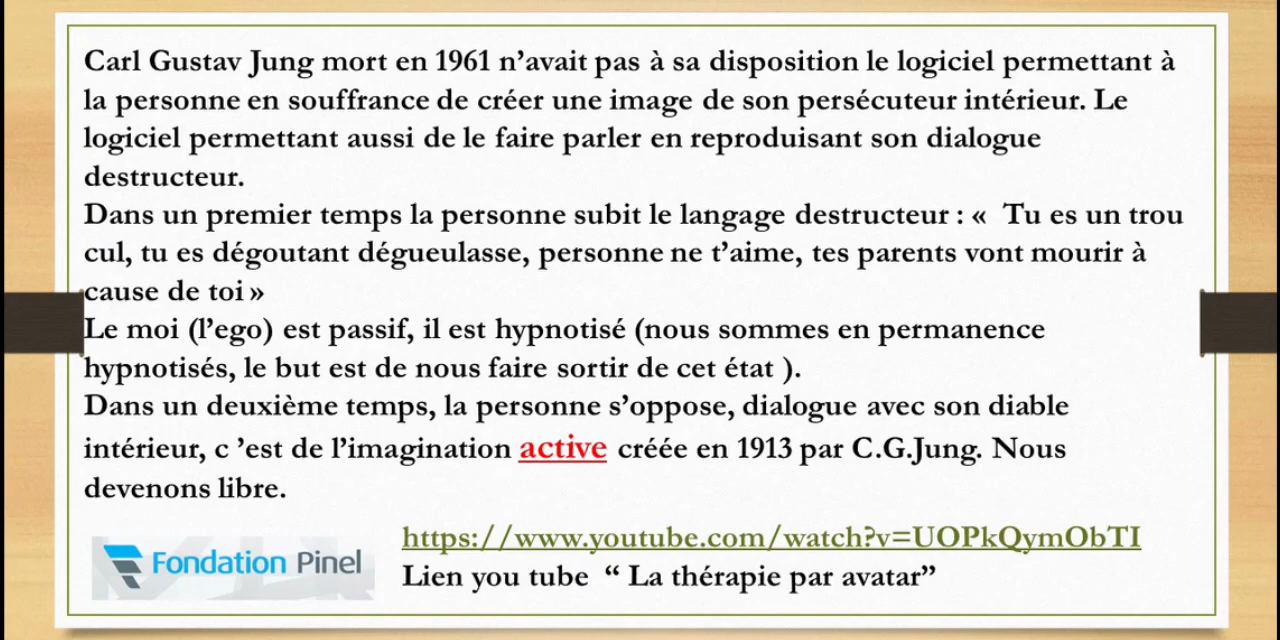 Carl Gustav Jung mort en 1961 n’avait pas à sa disposition le logiciel permettant à
la personne en souffrance de créer une image de son persécuteur intérieur. Le
logiciel permettant aussi de le faire parler en reproduisant son dialogue
destructeur.
Dans un premier temps la personne subit le langage destructeur : «  Tu es un trou
cul, tu es dégoutant dégueulasse, personne ne t’aime, tes parents vont mourir à
cause de toi »
Le moi (l’ego) est passif, il est hypnotisé (nous sommes en permanence
hypnotisés, le but est de nous faire sortir de cet état ).
Dans un deuxième temps, la personne s’oppose, dialogue avec son diable
intérieur, c ’est de l’imagination active créée en 1913 par C.G.Jung. Nous
devenons libre.
https://www.youtube.com/watch?v=UOPkQymObTI
Fondation Pinel
Lien you tube  “ La thérapie par avatar”